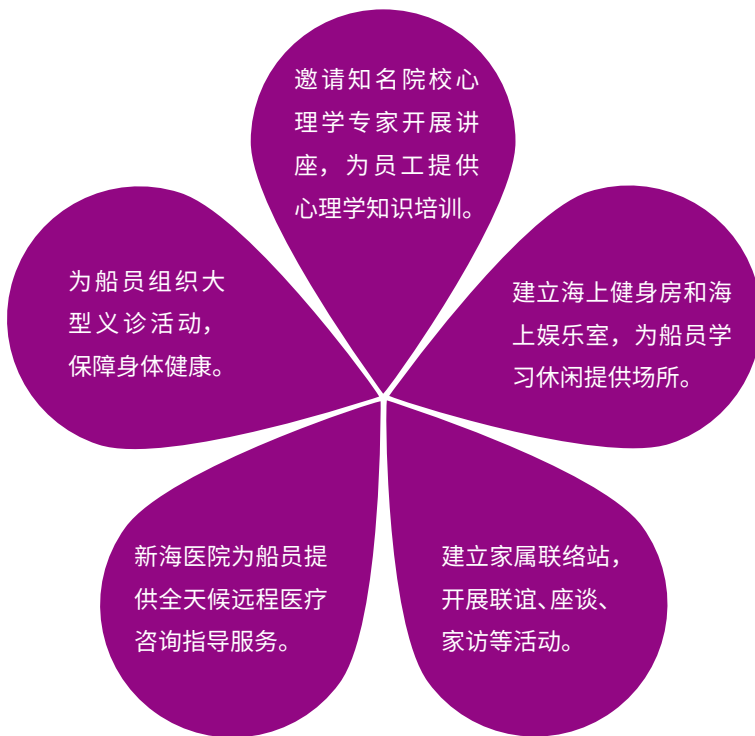 邀请知名院校心
理学专家开展讲
座，为员工提供
心理学知识培训。
为船员组织大
型义诊活动，
保障身体健康。
建立海上健身房和海
上娱乐室，为船员学
习休闲提供场所。
新海医院为船员提
供全天候远程医疗
咨询指导服务。
建立家属联络站，
开展联谊、座谈、
家访等活动。